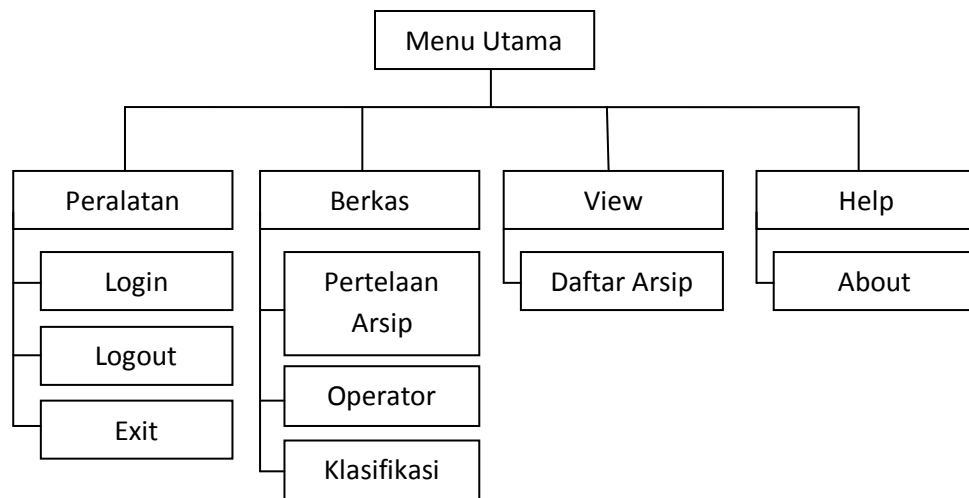 Menu Utama
Peralatan
Berkas
View
Help
Login
Pertelaan
Arsip
Daftar Arsip
About
Logout
Operator
Exit
Klasifikasi